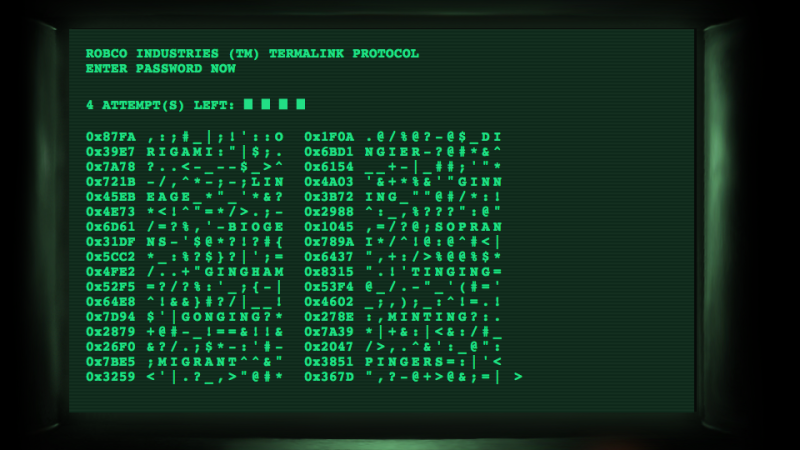 ROBCO INDUSTRIES (TM) TERMALINK PROTOCOL
ENTER PASSWORD NOW
4 ATTEMPT(S) LEFT: ■ ■ ■ ■
0x87FA ,:;#_|;!'::O 0x1F0A .@/%@?-@$_DI
0x39E7 RIGAMI:"|$;. 0x6BD1 NGIER-?@#*&^
0x7A78 ?..<-_--$_>^ 0x6154 __+-|_##;'"*
0x721B -/,^*-;-;LIN 0x4A03 '&+*%&'"GINN
0x45EB EAGE_*"_'*&? 0x3B72 ING_""@#/*:!
0x4E73 *<!^"=*/>.;- 0x2988 ^:_,%???":@"
0x6D61 /=?%,'-BIOGE 0x1045 ,=/?@;SOPRAN
0x31DF NS-'$@*?!?#{ 0x789A I*/^!@:@^#<|
0x5CC2 *_:%?$}?|';= 0x6437 ",+:/>%@@%$*
0x4FE2 /..+"GINGHAM 0x8315 ".!'TINGING=
0x52F5 =?/?%:'_;{-| 0x53F4 @_/.-"_'(#='
0x64E8 ^!&&}#?/|__! 0x4602 _;,);_:^!=.!
0x7D94 $'|GONGING?* 0x278E :,MINTING?:.
0x2879 +@#-_!==&!!& 0x7A39 *|+&:|<&:/#_
0x26F0 &?/.;$*-:'#- 0x2047 />,.^&':_@":
0x7BE5 ;MIGRANT^^&" 0x3851 PINGERS=:|'<
0x3259 <'|.?_,>"@#* 0x367D ",?-@+>@&;=| >